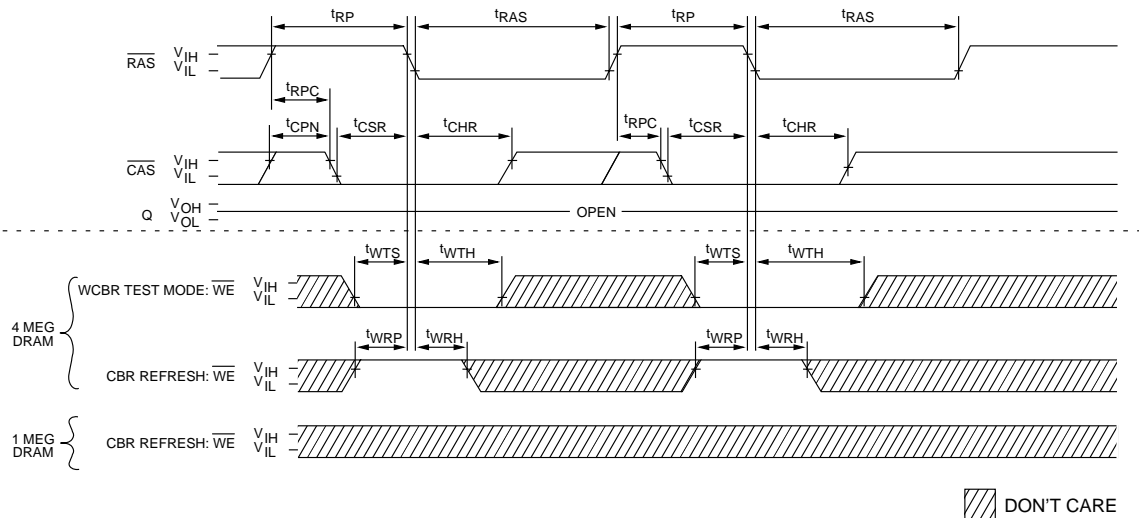 tRP tRAS tRP tRAS
RAS VIH
VIL
tRPC tRPC
tCPN tCSR tCHR tCSR tCHR
CAS VIH
VIL
Q VOH
VOL
OPEN
tWTS tWTH tWTS tWTH
4 MEG
DRAM
WCBR TEST MODE: WE VIH
VIL
tWRP tWRH tWRP tWRH
CBR REFRESH: WE VIH
VIL
1 MEG
DRAM
CBR REFRESH: WE VIH
VIL
DON'T CARE